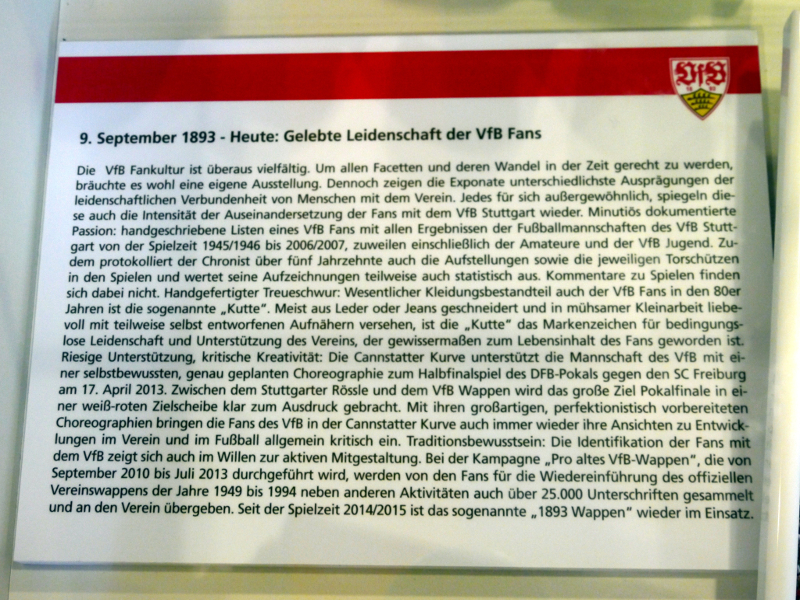 VfB
18 93
9. September 1893 - Heute: Gelebte Leidenschaft der VfB Fans
Die VfB Fankultur ist überaus vielfältig. Um allen Facetten und deren Wandel in der Zeit gerecht zu werden,
bräuchte es wohl eine eigene Ausstellung. Dennoch zeigen die Exponate unterschiedlichste Ausprägungen der
leidenschaftlichen Verbundenheit von Menschen mit dem Verein. Jedes für sich außergewöhnlich, spiegeln die-
se auch die Intensität der Auseinandersetzung der Fans mit dem VfB Stuttgart wieder. Minutiös dokumentierte
Passion: handgeschriebene Listen eines VfB Fans mit allen Ergebnissen der Fußballmannschaften des VfB Stutt-
gart von der Spielzeit 1945/1946 bis 2006/2007, zuweilen einschließlich der Amateure und der VfB Jugend. Zu-
dem protokolliert der Chronist über fünf Jahrzehnte auch die Aufstellungen sowie die jeweiligen Torschützen
in den Spielen und wertet seine Aufzeichnungen teilweise auch statistisch aus. Kommentare zu Spielen finden
sich dabei nicht. Handgefertigter Treueschwur: Wesentlicher Kleidungsbestandteil auch der VfB Fans in den 80er
Jahren ist die sogenannte „Kutte“. Meist aus Leder oder Jeans geschneidert und in mühsamer Kleinarbeit liebe-
voll mit teilweise selbst entworfenen Aufnähern versehen, ist die „Kutte“ das Markenzeichen für bedingungs-
lose Leidenschaft und Unterstützung des Vereins, der gewissermaßen zum Lebensinhalt des Fans geworden ist.
Riesige Unterstützung, kritische Kreativität: Die Cannstatter Kurve unterstützt die Mannschaft des VfB mit ei-
ner selbstbewussten, genau geplanten Choreographie zum Halbfinalspiel des DFB-Pokals gegen den SC Freiburg
am 17. April 2013. Zwischen dem Stuttgarter Rössle und dem VfB Wappen wird das große Ziel Pokalfinale in ei-
ner weiß-roten Zielscheibe klar zum Ausdruck gebracht. Mit ihren großartigen, perfektionistisch vorbereiteten
Choreographien bringen die Fans des VfB in der Cannstatter Kurve auch immer wieder ihre Ansichten zu Entwick-
lungen im Verein und im Fußball allgemein kritisch ein. Traditionsbewusstsein: Die Identifikation der Fans mit
dem VfB zeigt sich auch im Willen zur aktiven Mitgestaltung. Bei der Kampagne „Pro altes VfB-Wappen“, die von
September 2010 bis Juli 2013 durchgeführt wird, werden von den Fans für die Wiedereinführung des offiziellen
Vereinswappens der Jahre 1949 bis 1994 neben anderen Aktivitäten auch über 25.000 Unterschriften gesammelt
und an den Verein übergeben. Seit der Spielzeit 2014/2015 ist das sogenannte „1893 Wappen“ wieder im Einsatz.